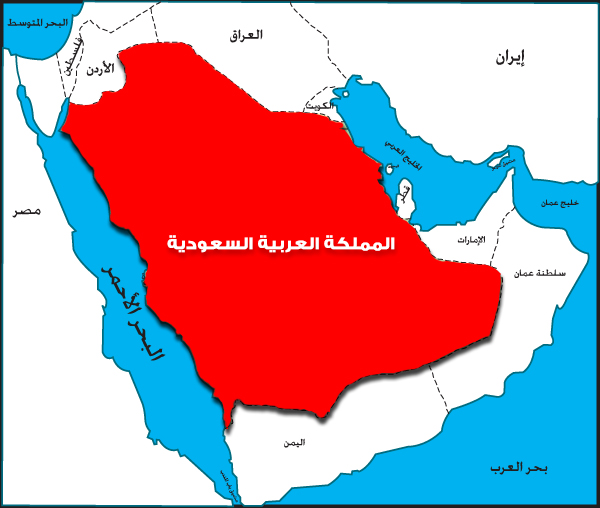 البحر المتوسط
فلسطين
الأردن
العراق
إيران
الكويت
الخليج العربي
قطر
خليج عمان
مصر
المملكة العربية السعودية
الإمارات
سلطنة عمان
البحر الأحمر
اليمن
بحر العرب